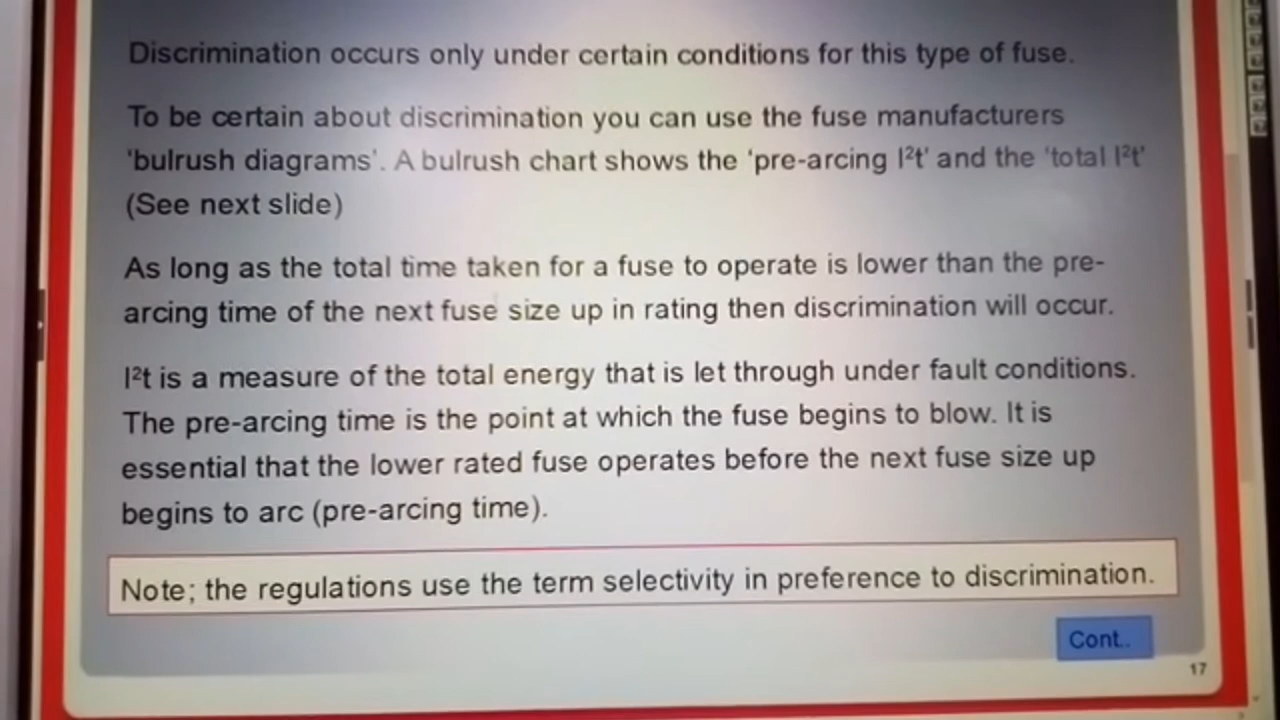 Discrimination occurs only under certain conditions for this type of fuse.
To be certain about discrimination you can use the fuse manufacturers
'bulrush diagrams'. A bulrush chart shows the 'pre-arcing I²t' and the 'total I²t'
(See next slide)
As long as the total time taken for a fuse to operate is lower than the pre-
arcing time of the next fuse size up in rating then discrimination will occur.
I²t is a measure of the total energy that is let through under fault conditions.
The pre-arcing time is the point at which the fuse begins to blow. It is
essential that the lower rated fuse operates before the next fuse size up
begins to arc (pre-arcing time).
Note; the regulations use the term selectivity in preference to discrimination.
Cont..
17